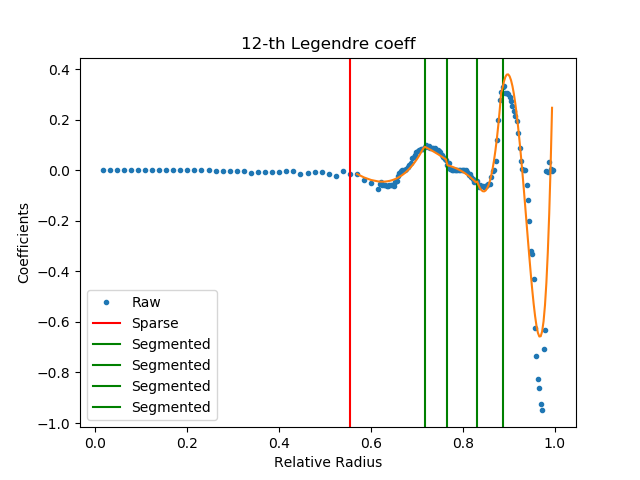 12-th Legendre coeff
0.4
0.2
0.0
−0.2
−0.4
−0.6
−0.8
−1.0
Coefficients
Raw
Sparse
Segmented
Segmented
Segmented
Segmented
0.0 0.2 0.4 0.6 0.8 1.0
Relative Radius